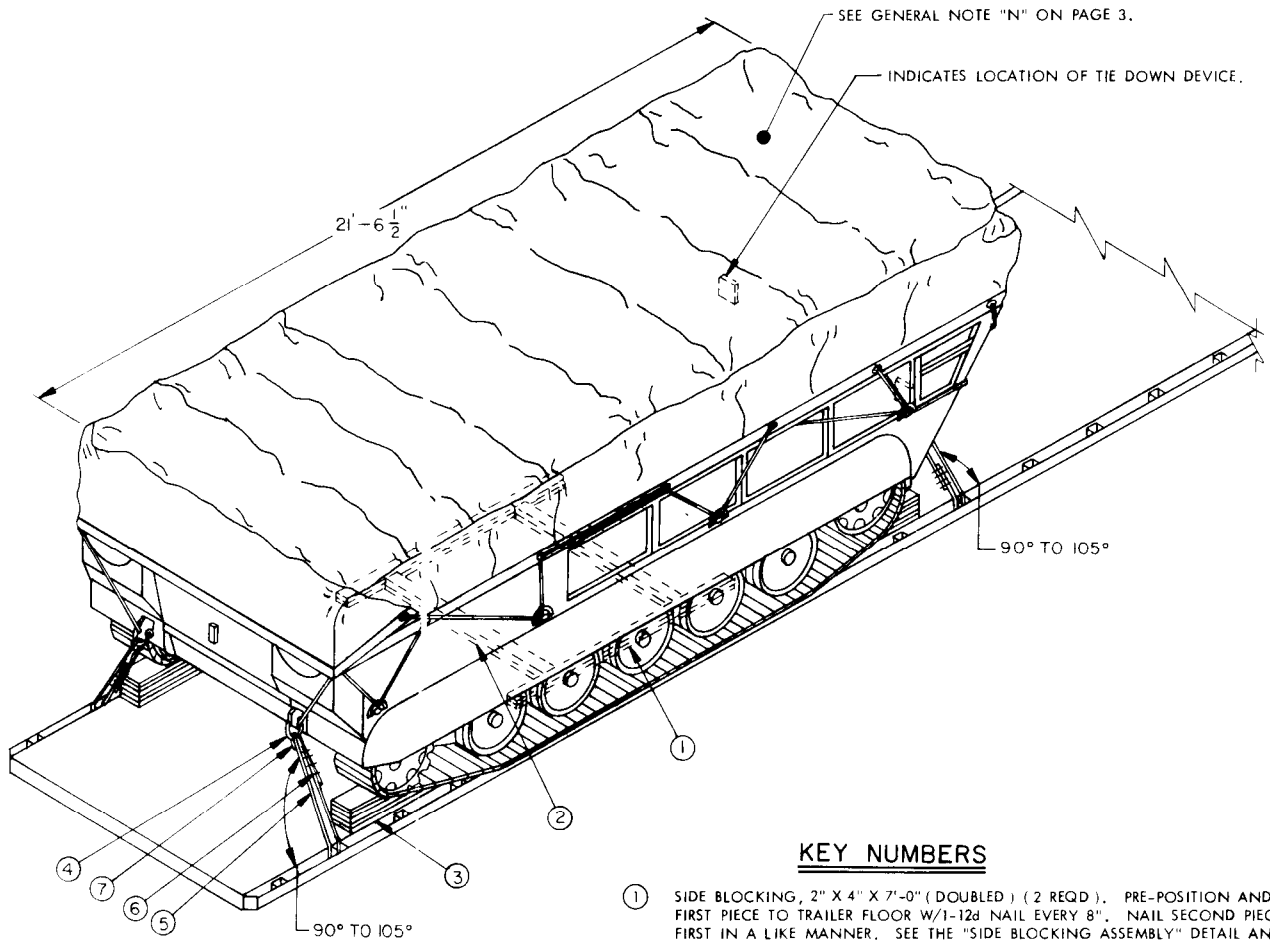 SEE GENERAL NOTE "N" ON PAGE 3.
INDICATES LOCATION OF TIE DOWN DEVICE.
21'-6 1/2"
90° TO 105°
1
2
3
4
7
6
5
90° TO 105°
KEY NUMBERS
1 SIDE BLOCKING, 2" X 4" X 7'-0" (DOUBLED) (2 REQD). PRE-POSITION AND
FIRST PIECE TO TRAILER FLOOR W/1-12d NAIL EVERY 8". NAIL SECOND PIEC
FIRST IN A LIKE MANNER. SEE THE "SIDE BLOCKING ASSEMBLY" DETAIL AN